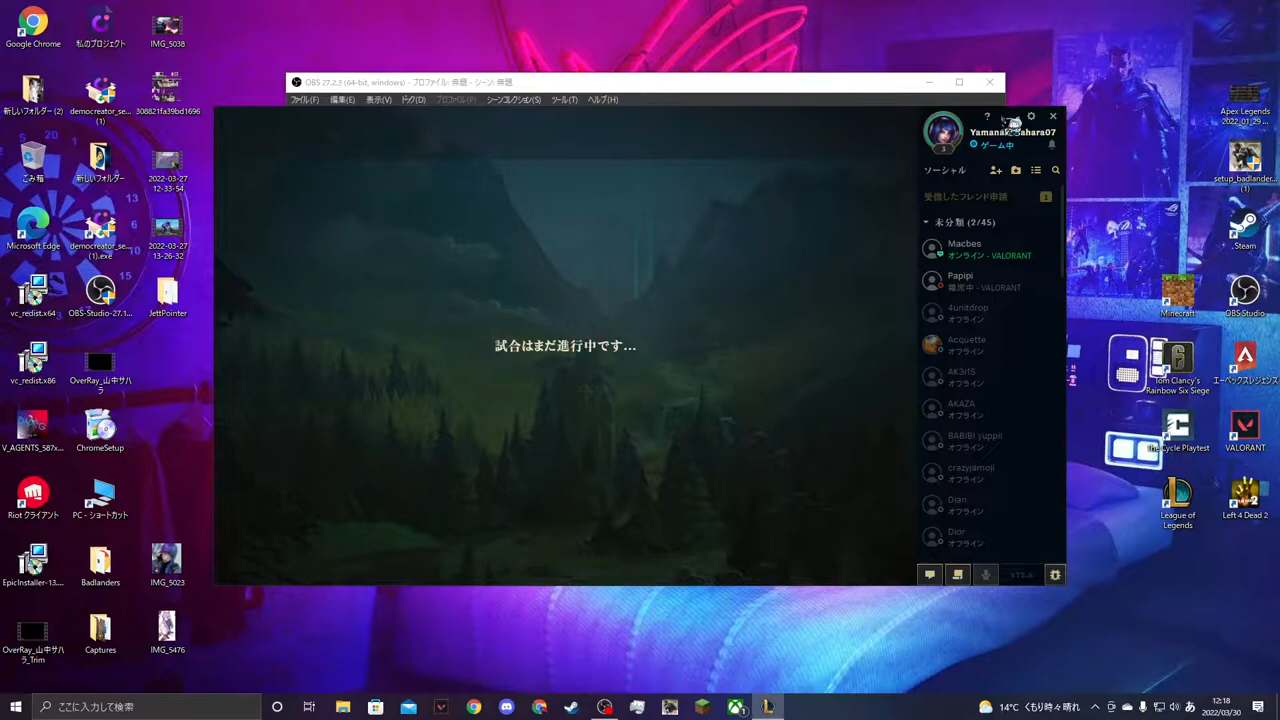 Google Chrome
私のプロジェクト
IMG_5038
新しいフォルダー (2)
democreator_se...
(1)
308821fa39bd1696
ごみ箱
新しいフォルダー
2022-03-27
12-33-54
Microsoft Edge
democreator_se...
(1).exe
2022-03-27
13-26-32
vc_redist.x64
OBS-Studio-27.1...
JettPointer
vc_redist.x86
OverRay_山中サハ
ラ
V_AGENTS_587x...
ChromeSetup
Riot クライアント
PC - ショートカット
EpicInstaller-13....
Badlanders
IMG_5023
OverRay_山中サハ
ラ_Trim
Captures
IMG_5476
OBS 27.2.3 (64-bit, windows) - プロファイル: 無題 - シーン: 無題
ファイル(F)
編集(E)
表示(V)
ドック(D)
プロファイル(P)
シーンコレクション(S)
ツール(T)
ヘルプ(H)
試合はまだ進行中です...
3
ゲーム中
ソーシャル
受信したフレンド申請
1
未分類 (2/45)
Macbes
オンライン - VALORANT
Papipi
離席中 - VALORANT
4unitdrop
オフライン
Acquette
オフライン
AK3rlS
オフライン
AKAZA
オフライン
BABIBI yuppii
オフライン
crazyjamoji
オフライン
Dian
オフライン
Dior
オフライン
Apex Legends
2022_01_29 ...
setup_badlander...
(1)
Steam
Minecraft
OBS Studio
Tom Clancy's
Rainbow Six Siege
エーペックスレジェンズ
The Cycle Playtest
VALORANT
League of
Legends
Left 4 Dead 2
ここに入力して検索
14°C くもり時々晴れ
あ
12:18
2022/03/30